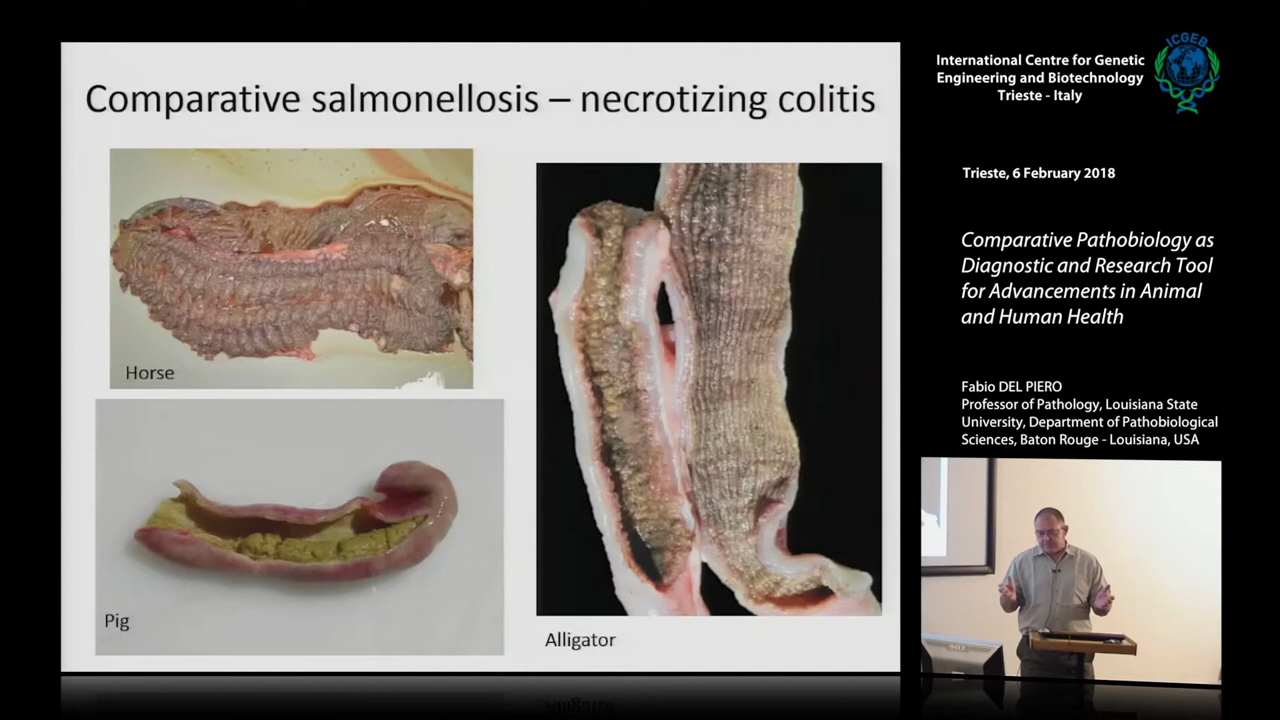 Comparative salmonellosis – necrotizing colitis
Horse
Pig
Alligator
ICGEB
International Centre for Genetic
Engineering and Biotechnology
Trieste - Italy
Trieste, 6 February 2018
Comparative Pathobiology as
Diagnostic and Research Tool
for Advancements in Animal
and Human Health
Fabio DEL PIERO
Professor of Pathology, Louisiana State
University, Department of Pathobiological
Sciences, Baton Rouge - Louisiana, USA
DELL